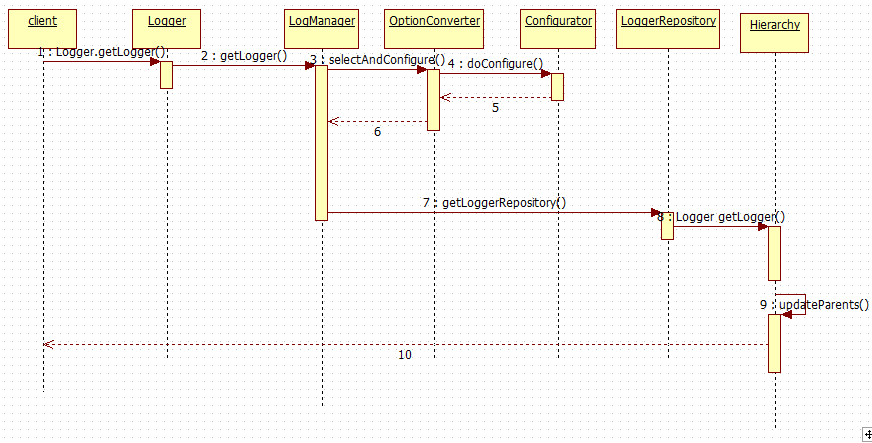 client
Logger
LogManager
OptionConverter
Configurator
LoggerRepository
Hierarchy
1 : Logger.getLogger()
2 : getLogger()
3 : selectAndConfigure()
4 : doConfigure()
5
6
7 : getLoggerRepository()
8 : Logger getLogger()
9 : updateParents()
10